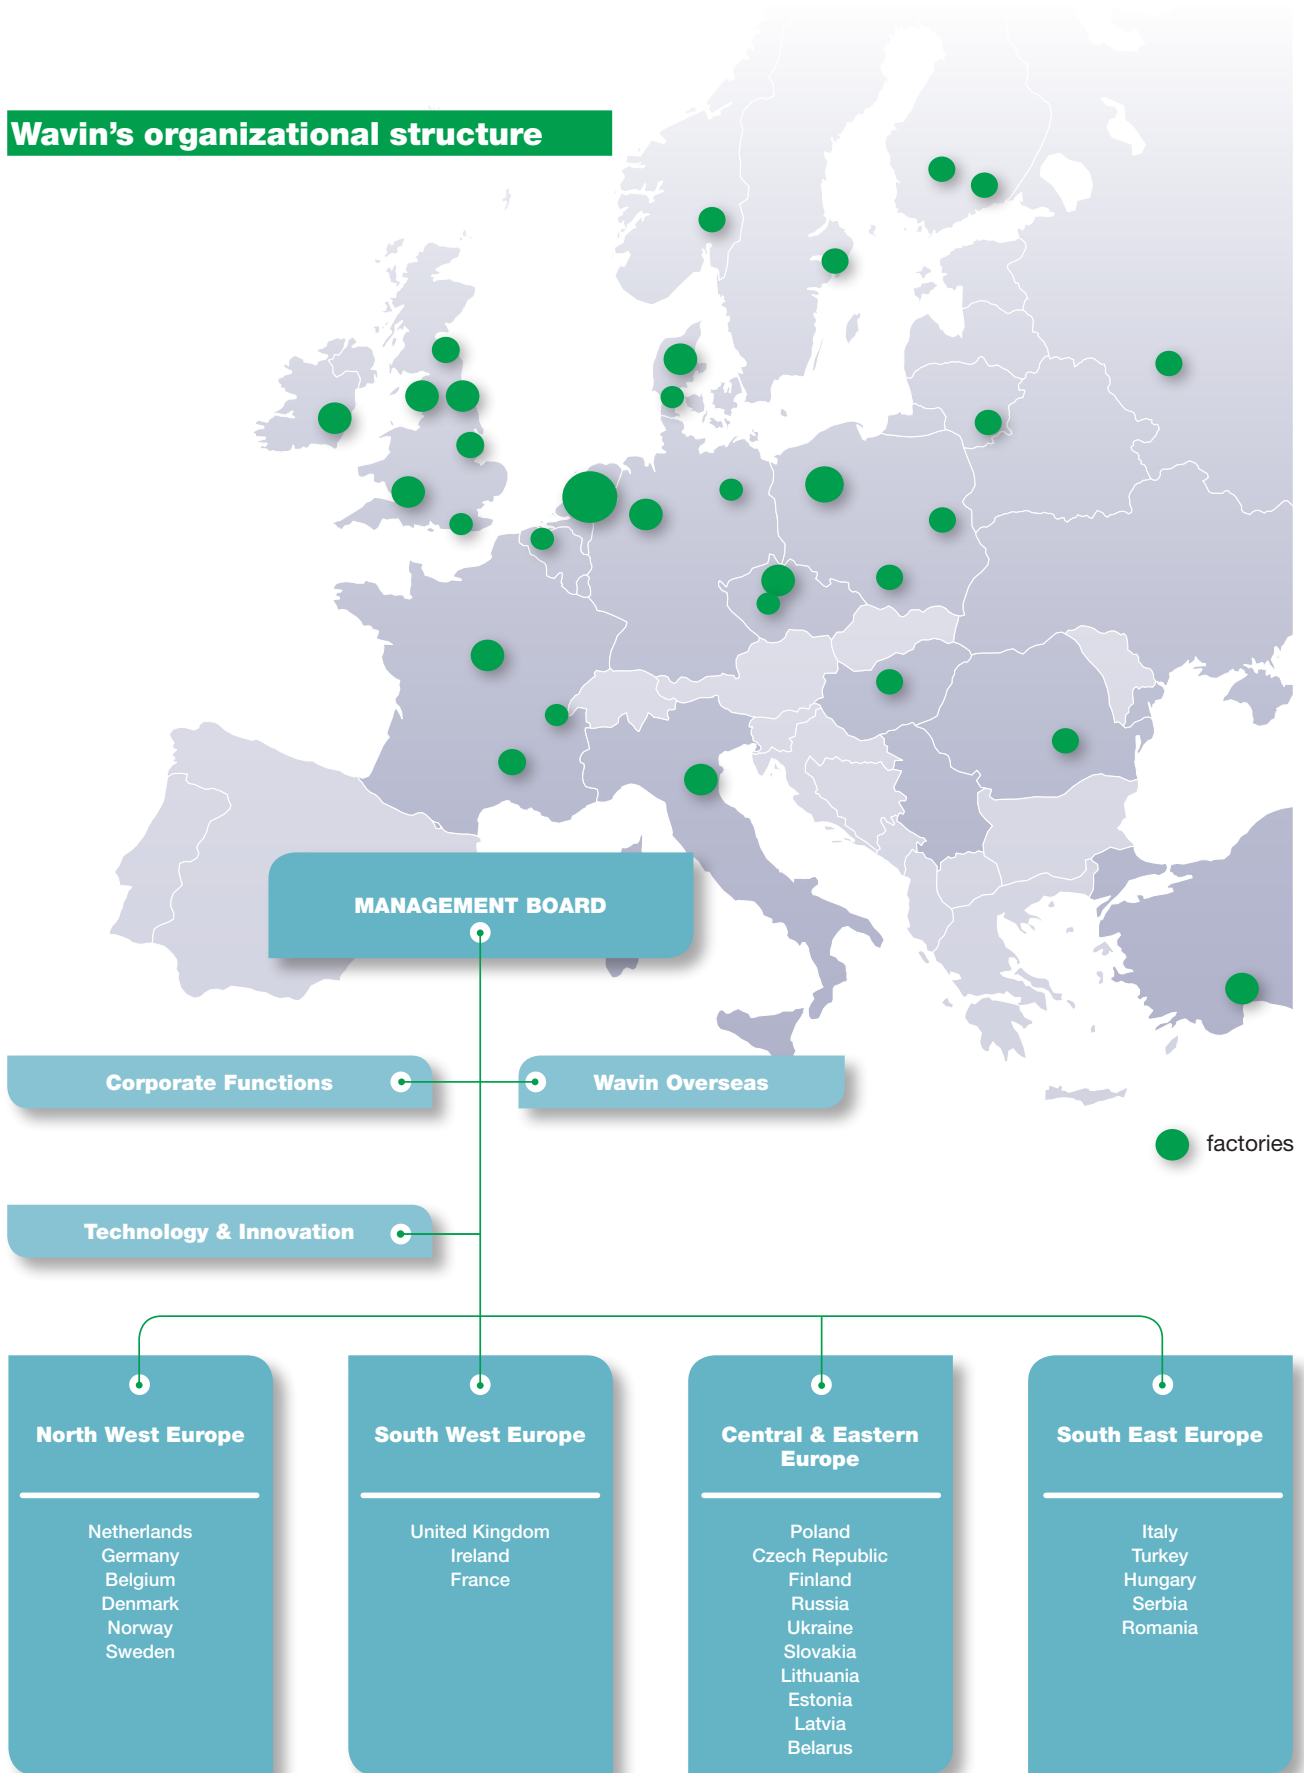 Wavin’s organizational structure
MANAGEMENT BOARD
Corporate Functions
Wavin Overseas
factories
Technology & Innovation
North West Europe
Netherlands
Germany
Belgium
Denmark
Norway
Sweden
South West Europe
United Kingdom
Ireland
France
Central & Eastern
Europe
Poland
Czech Republic
Finland
Russia
Ukraine
Slovakia
Lithuania
Estonia
Latvia
Belarus
South East Europe
Italy
Turkey
Hungary
Serbia
Romania